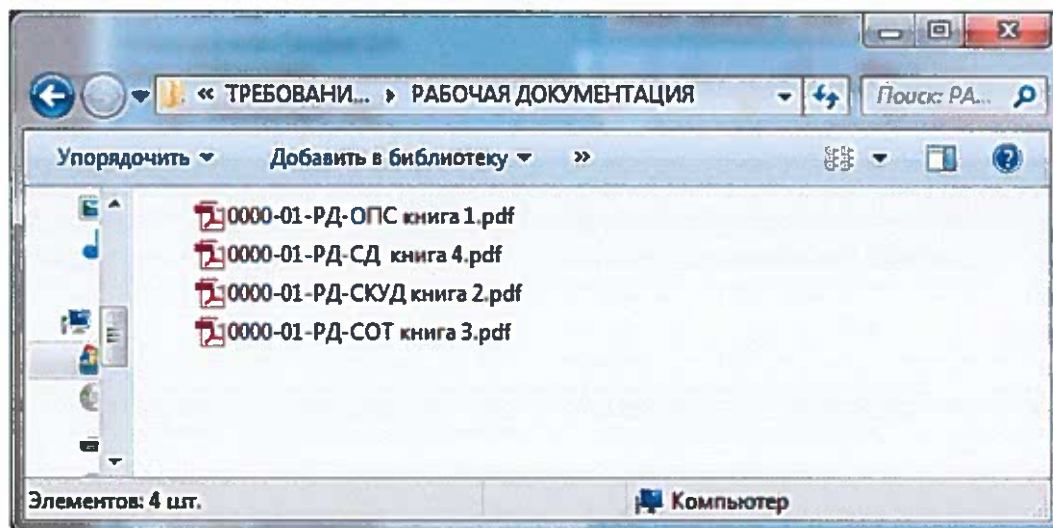 « ТРЕБОВАНИ... ▸ РАБОЧАЯ ДОКУМЕНТАЦИЯ
Поиск: РА...
Упорядочить Добавить в библиотеку »
0000-01-РД-ОПС книга 1.pdf
0000-01-РД-СД книга 4.pdf
0000-01-РД-СКУД книга 2.pdf
0000-01-РД-СОТ книга 3.pdf
Элементов: 4 шт. Компьютер